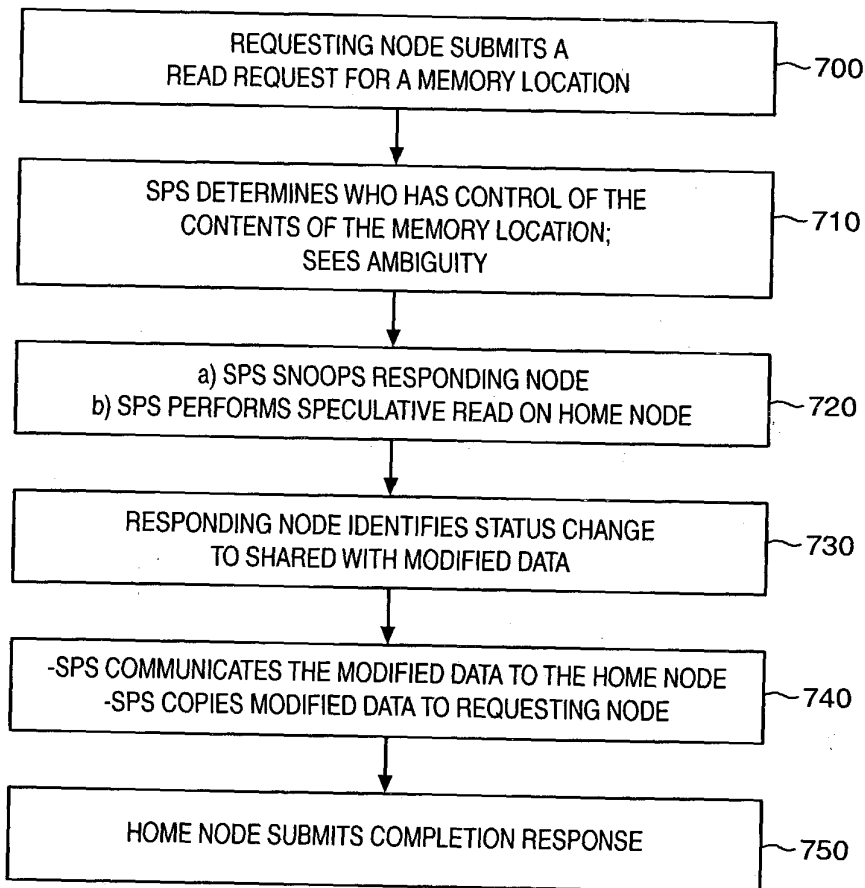 REQUESTING NODE SUBMITS A
READ REQUEST FOR A MEMORY LOCATION
700
SPS DETERMINES WHO HAS CONTROL OF THE
CONTENTS OF THE MEMORY LOCATION;
SEES AMBIGUITY
710
a) SPS SNOOPS RESPONDING NODE
b) SPS PERFORMS SPECULATIVE READ ON HOME NODE
720
RESPONDING NODE IDENTIFIES STATUS CHANGE
TO SHARED WITH MODIFIED DATA
730
-SPS COMMUNICATES THE MODIFIED DATA TO THE HOME NODE
-SPS COPIES MODIFIED DATA TO REQUESTING NODE
740
HOME NODE SUBMITS COMPLETION RESPONSE
750